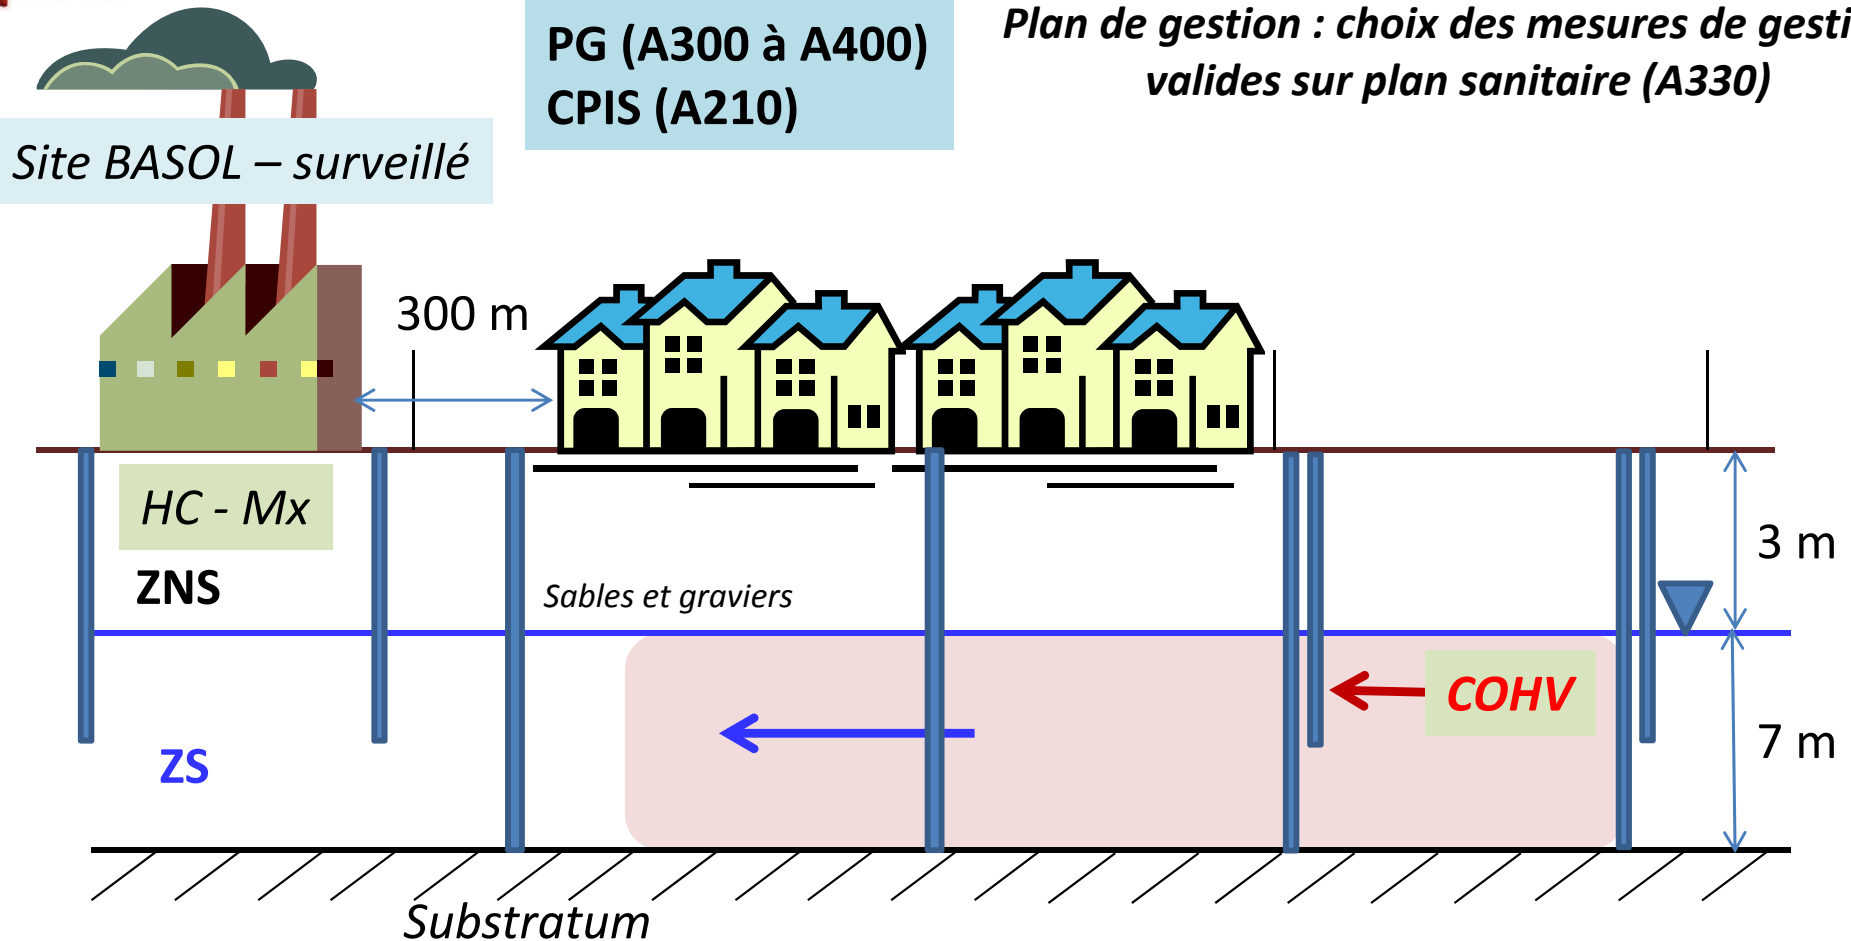 PG (A300 à A400)
CPIS (A210)
Plan de gestion : choix des mesures de gesti
valides sur plan sanitaire (A330)
Site BASOL – surveillé
300 m
HC - Mx
ZNS
Sables et graviers
3 m
COHV
ZS
7 m
Substratum